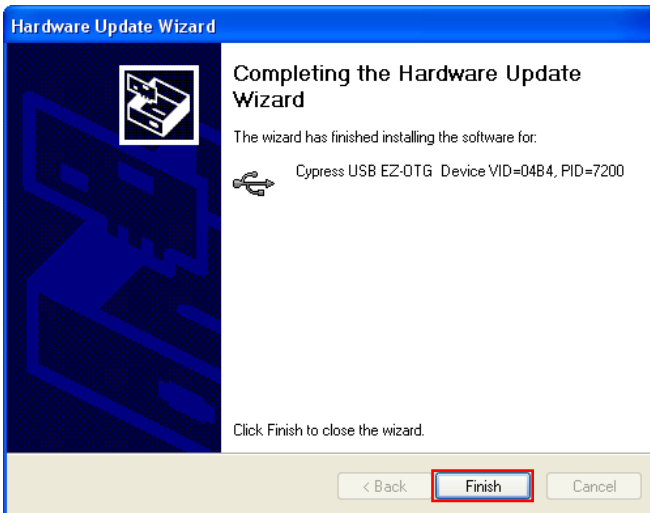 Hardware Update Wizard
Completing the Hardware Update
Wizard
The wizard has finished installing the software for:
Cypress USB EZ-OTG Device VID=04B4, PID=7200
Click Finish to close the wizard.
< Back Finish Cancel